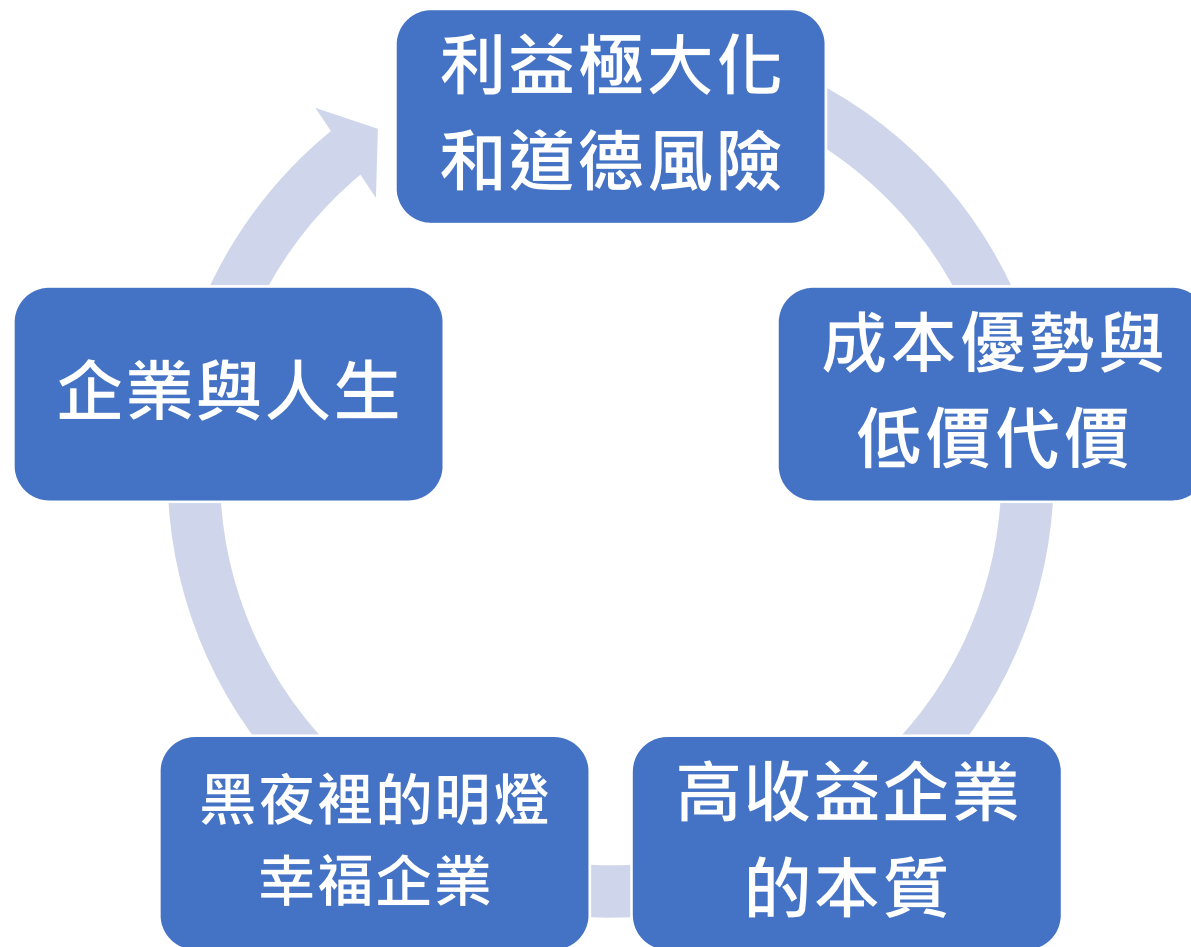 利益極大化
和道德風險
成本優勢與
低價代價
高收益企業
的本質
黑夜裡的明燈
幸福企業
企業與人生